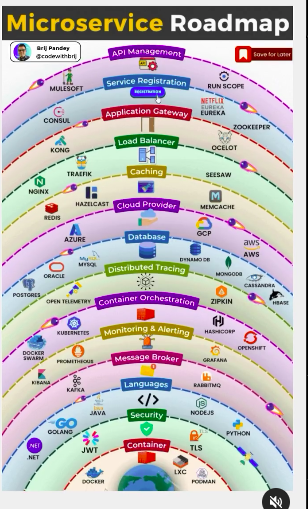 Microservice Roadmap
Brij Pandey
@codewithbrij
Save for Later
API Management
MULESOFT
RUN SCOPE
Service Registration
REGISTRATION
CONSUL
NETFLIX
EUREKA
ZOOKEEPER
Application Gateway
KONG
OCELOT
Load Balancer
TRAEFIK
SEESAW
NGINX
Caching
HAZELCAST
REDIS
MEMCACHE
Cloud Provider
AZURE
GCP
aws
AWS
Database
MySQL
MYSQL
DYNAMO DB
MONGODB
ORACLE
CASSANDRA
POSTGRES
HBASE
Distributed Tracing
OPEN TELEMETRY
ZIPKIN
Container Orchestration
KUBERNETES
HASHICORP
DOCKER
SWARM
OPENSHIFT
Monitoring & Alerting
PROMETHEOUS
GRAFANA
KIBANA
Message Broker
KAFKA
RABBITMQ
Languages
JAVA
NODEJS
GOLANG
PYTHON
.NET
.NET
Security
JWT
TLS
Container
DOCKER
LXC
PODMAN